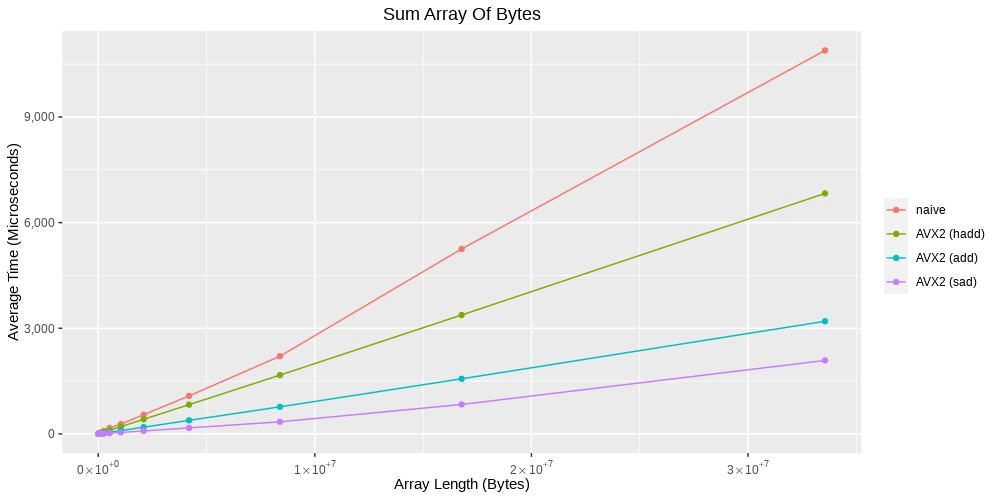 Sum Array Of Bytes
Average Time (Microseconds)
9,000
6,000
3,000
0
0×10⁺⁰
1×10⁺⁷
2×10⁺⁷
3×10⁺⁷
Array Length (Bytes)
naive
AVX2 (hadd)
AVX2 (add)
AVX2 (sad)